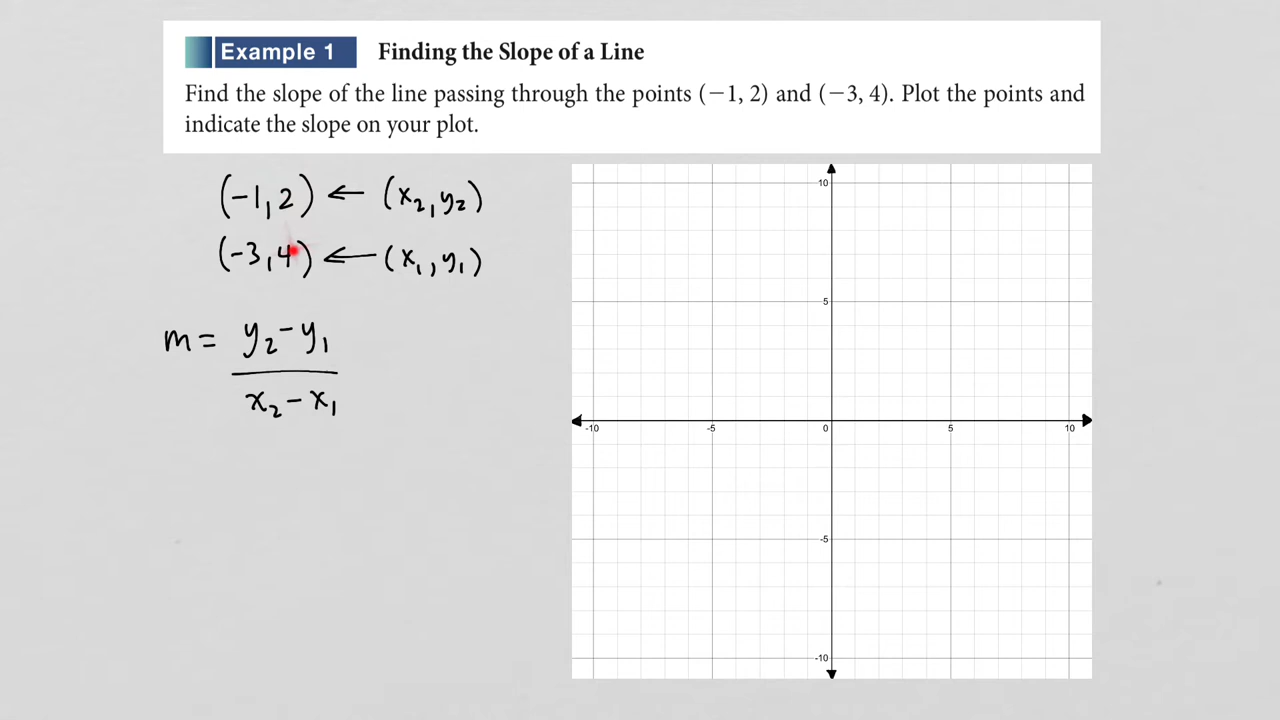 Example 1 Finding the Slope of a Line
Find the slope of the line passing through the points (−1, 2) and (−3, 4). Plot the points and
indicate the slope on your plot.
(-1, 2) ← (x₂, y₂)
(-3, 4) ← (x₁, y₁)
m = y₂ - y₁
x₂ - x₁
10
5
-10 -5 0 5 10
-5
-10